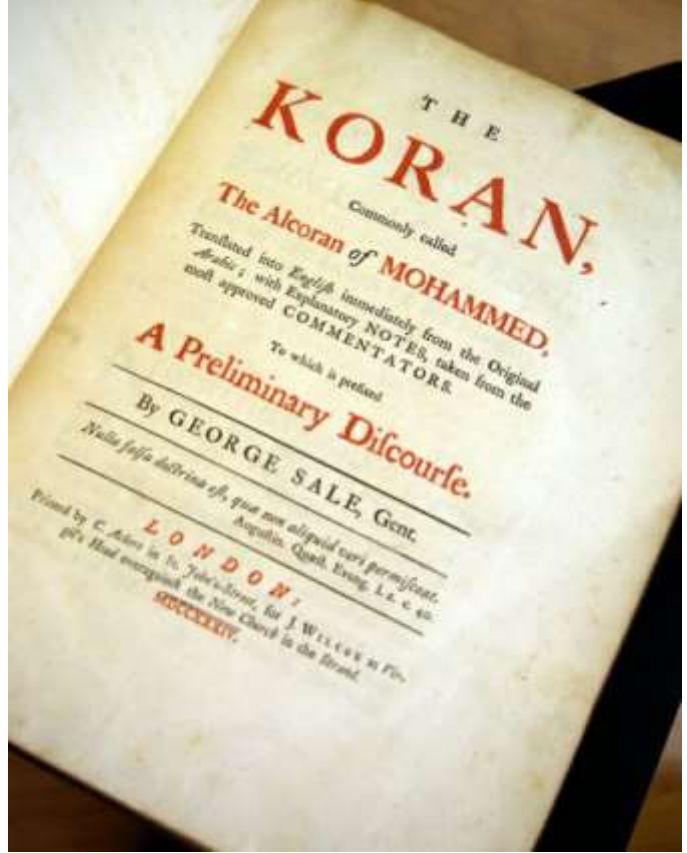 THE
KORAN,
Commonly called
The Alcoran of MOHAMMED,
Tranſlated into Engliſh immediately from the Original
Arabic; with Explanatory NOTES, taken from the
moſt approved COMMENTATORS.
To which is prefixed
A Preliminary Diſcourſe.
By GEORGE SALE, Gent.
Nulla falſa doctrina eſt, quæ non aliquid veri permiſceat.
Auguſtin. Quæſt. Evang. l. 2. c. 40.
LONDON:
Printed by C. Ackers in St. John's-Street, for J. WILCOX at Vir-
gil's Head overagainſt the New Church in the Strand.
MDCCXXXIV.